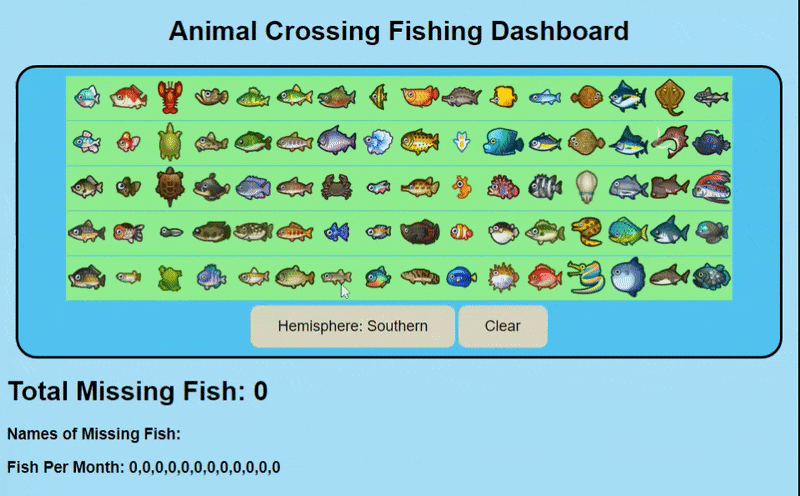 Animal Crossing Fishing Dashboard
Hemisphere: Southern
Clear
Total Missing Fish: 0
Names of Missing Fish:
Fish Per Month: 0,0,0,0,0,0,0,0,0,0,0,0